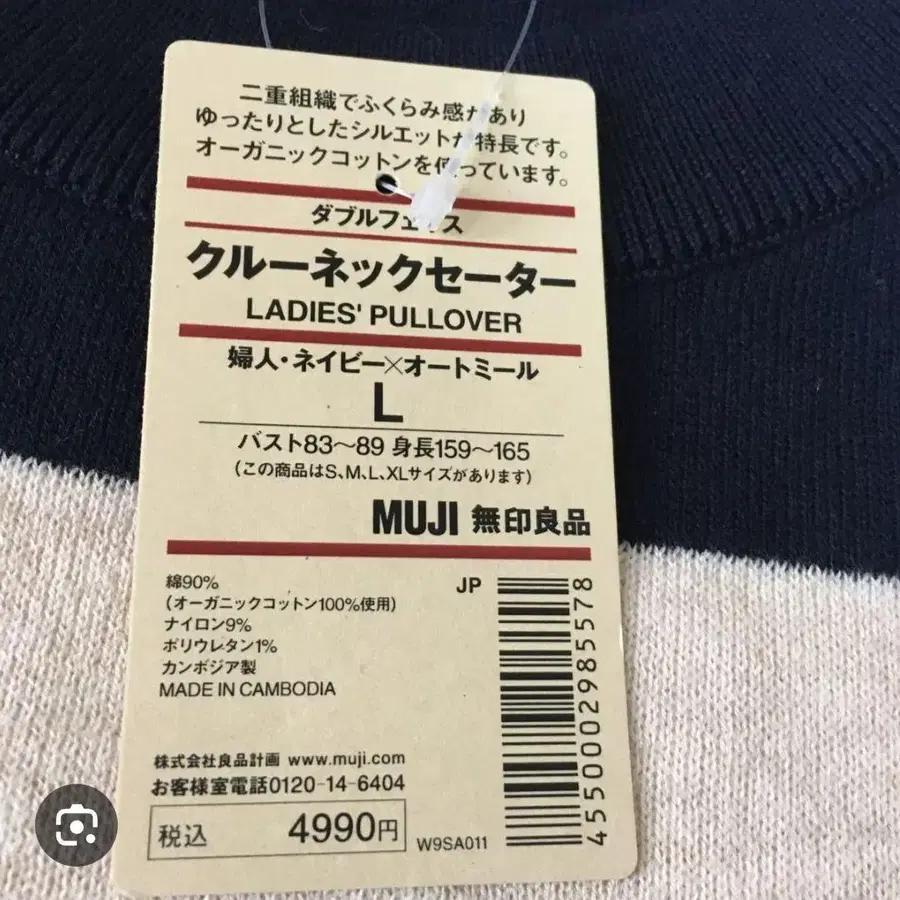 二重組織でふくらみ感があり
ゆったりとしたシルエットが特長です。
オーガニックコットンを使っています。
ダブルフェイス
クルーネックセーター
LADIES' PULLOVER
婦人・ネイビー×オートミール
L
バスト83〜89 身長159〜165
(この商品はS、M、L、XLサイズがあります)
MUJI 無印良品
綿90%
(オーガニックコットン100%使用)
ナイロン9%
ポリウレタン1%
カンボジア製
MADE IN CAMBODIA
JP
4550002985578
株式会社良品計画 www.muji.com
お客様室電話0120-14-6404
税込 4990円
W9SA011